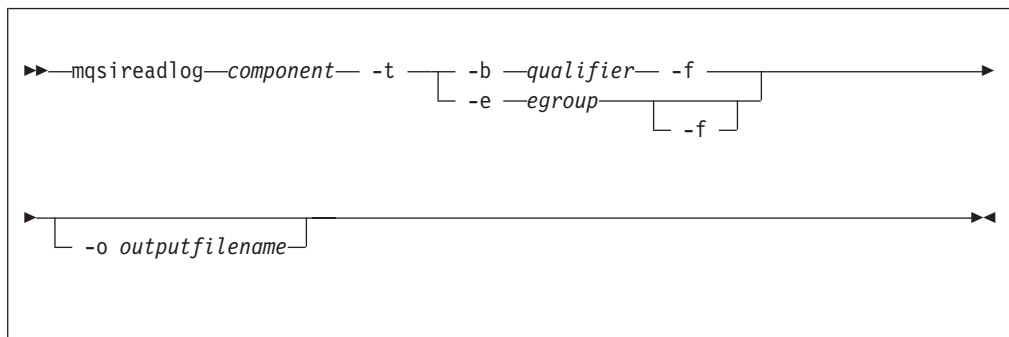 mqsireadlog component -t -b qualifier -f
-e egroup
-f
-o outputfilename